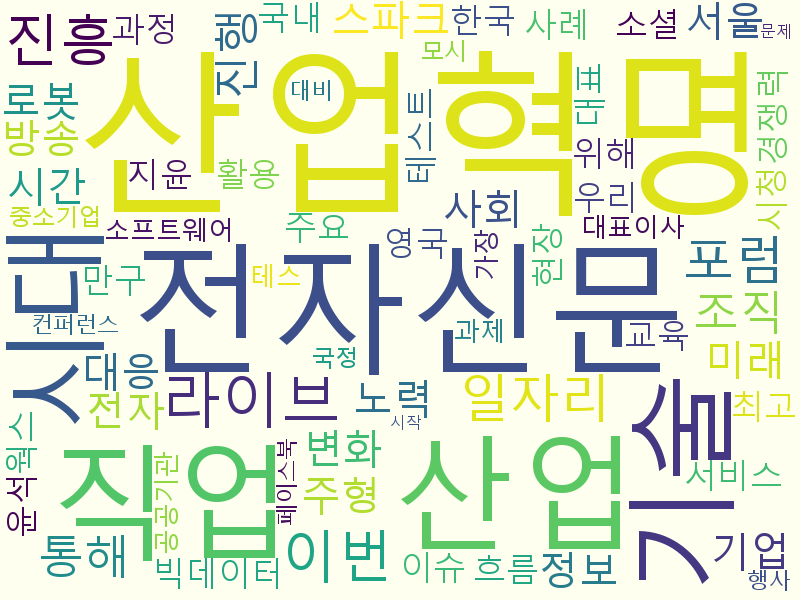 진흥
과정
진행
국내
스파크
한국
사례
소셜
서울
문제
산업혁명
모시
대비
대표
테스트
로봇
방송
시간
중소기업
지윤
활용
소프트웨어
주요
사회
위해
우리
대표이사
시청
경쟁력
시대
만구
컨퍼런스
전자신문
영국
가장
현장
포럼
테스
과제
교육
조직
국정
대응
전자
라이브
노력
시작
일자리
미래
최고
기술
웍스
윤석
직업
공공기관
페이스북
변화
주형
산업
서비스
통해
빅데이터
이번
이슈
흐름
정보
기업
행사